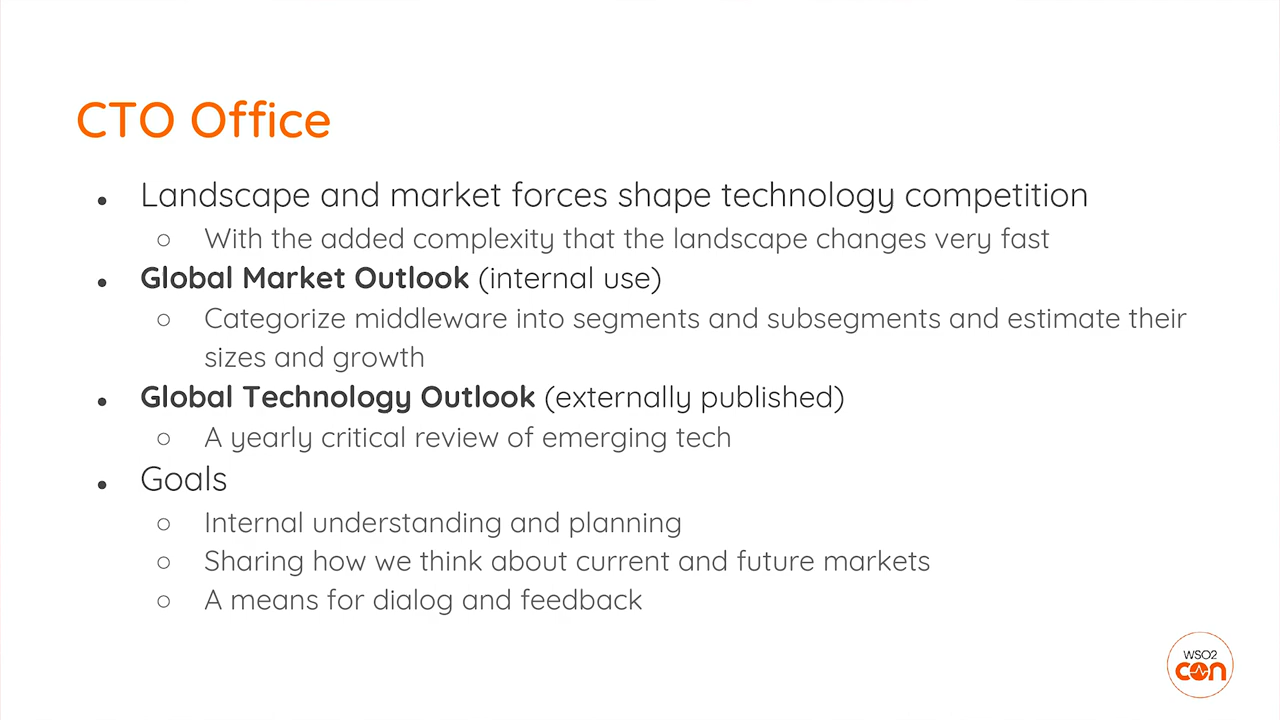 CTO Office
● Landscape and market forces shape technology competition
○ With the added complexity that the landscape changes very fast
● Global Market Outlook (internal use)
○ Categorize middleware into segments and subsegments and estimate their
sizes and growth
● Global Technology Outlook (externally published)
○ A yearly critical review of emerging tech
● Goals
○ Internal understanding and planning
○ Sharing how we think about current and future markets
○ A means for dialog and feedback
WSO2
con